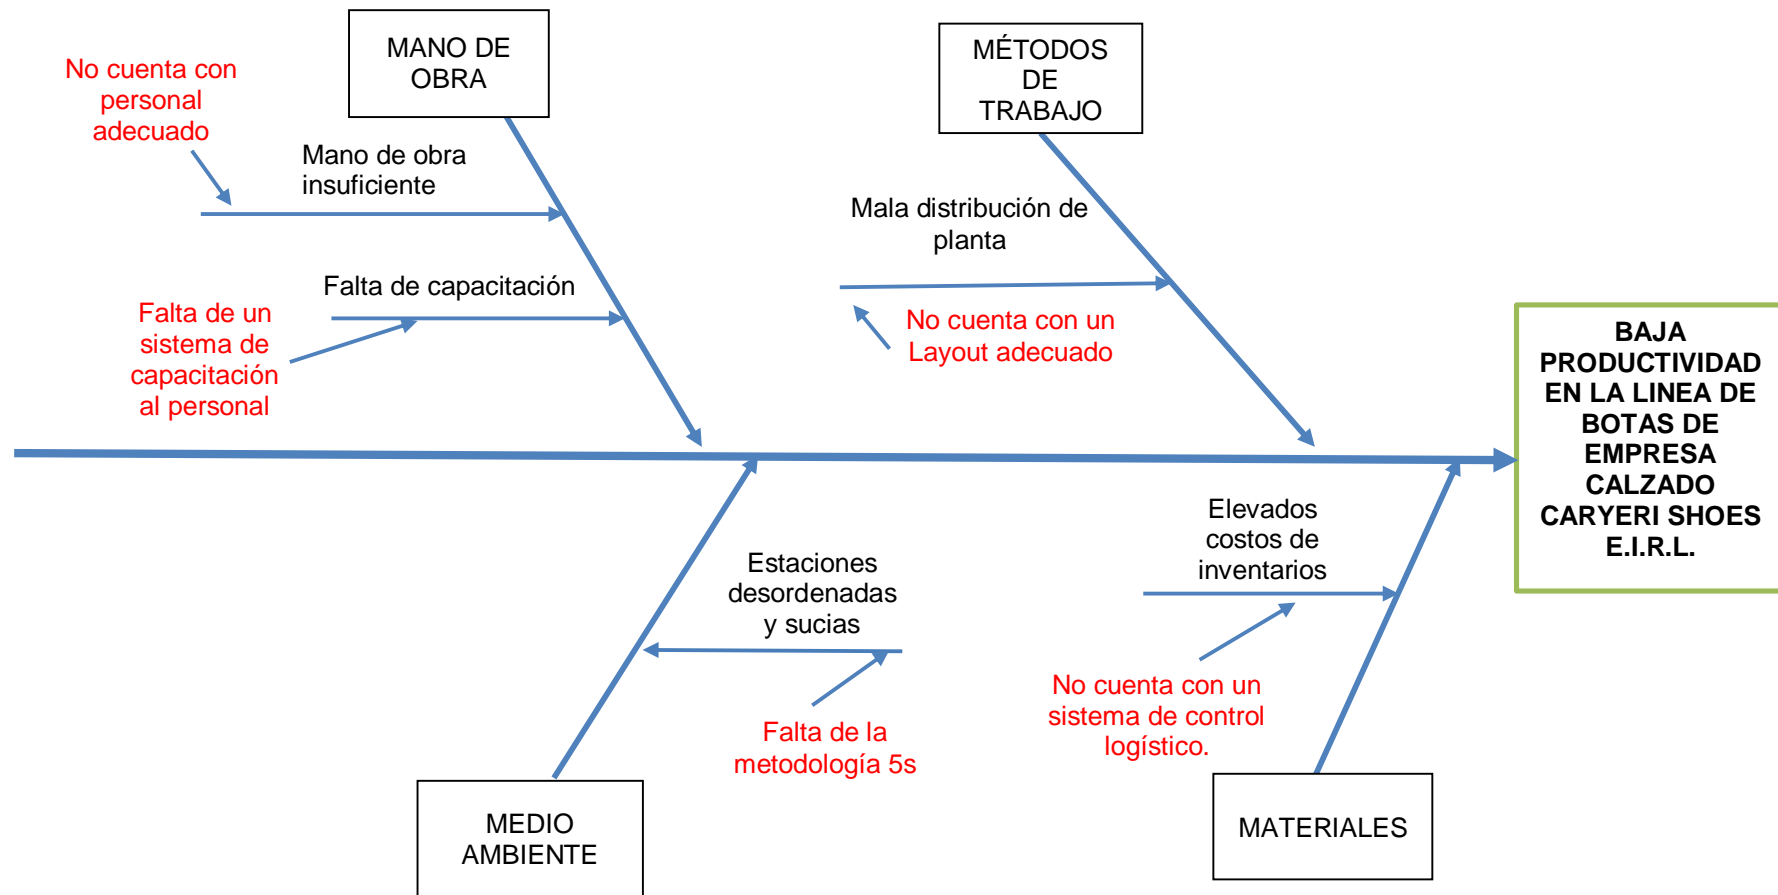 MANO DE
OBRA
MÉTODOS
DE
TRABAJO
No cuenta con
personal
adecuado
Mano de obra
insuficiente
Mala distribución de
planta
Falta de capacitación
Falta de un
sistema de
capacitación
al personal
No cuenta con un
Layout adecuado
BAJA
PRODUCTIVIDAD
EN LA LINEA DE
BOTAS DE
EMPRESA
CALZADO
CARYERI SHOES
E.I.R.L.
Elevados
costos de
inventarios
Estaciones
desordenadas
y sucias
No cuenta con un
sistema de control
logístico.
Falta de la
metodología 5s
MEDIO
AMBIENTE
MATERIALES